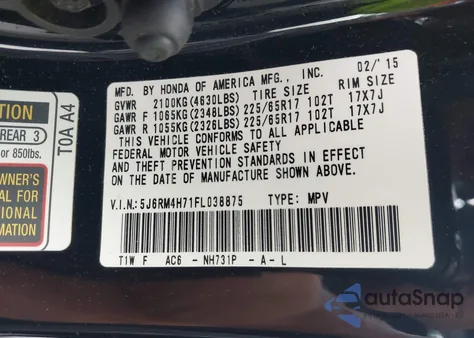 MFD. BY HONDA OF AMERICA MFG., INC. 02/'15
GVWR 2100KG(4630LBS) TIRE SIZE RIM SIZE
GAWR F 1065KG(2348LBS) 225/65R17 102T 17X7J
GAWR R 1055KG(2326LBS) 225/65R17 102T 17X7J
THIS VEHICLE CONFORMS TO ALL APPLICABLE
FEDERAL MOTOR VEHICLE SAFETY
AND THEFT PREVENTION STANDARDS IN EFFECT
ON THE DATE OF MANUFACTURE SHOWN ABOVE.
V.I.N.: 5J6RM4H71FL038875 TYPE: MPV
T1W F AC6 - NH731P - A - L
TION
REAR 3
or 850lbs.
T0A A4
WNER'S
AL FOR
TIONAL
MATION
autoSnap